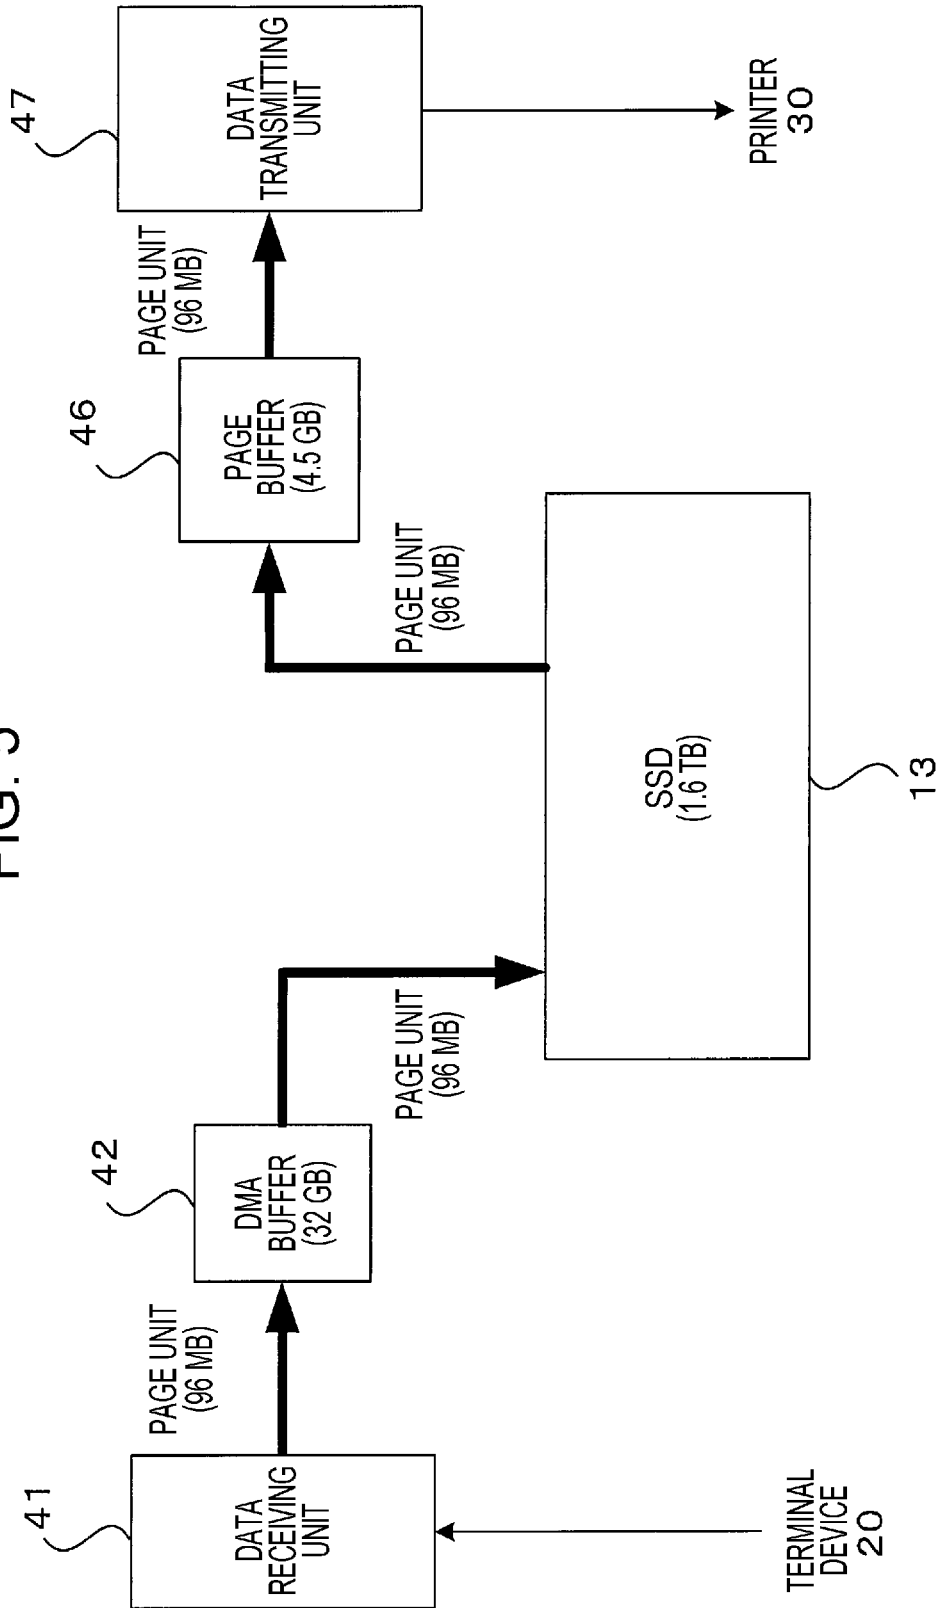 FIG. 5
41
DATA
RECEIVING
UNIT
TERMINAL
DEVICE
20
PAGE UNIT
(96 MB)
42
DMA
BUFFER
(32 GB)
PAGE UNIT
(96 MB)
SSD
(1.6 TB)
13
PAGE UNIT
(96 MB)
46
PAGE
BUFFER
(4.5 GB)
PAGE UNIT
(96 MB)
47
DATA
TRANSMITTING
UNIT
PRINTER
30